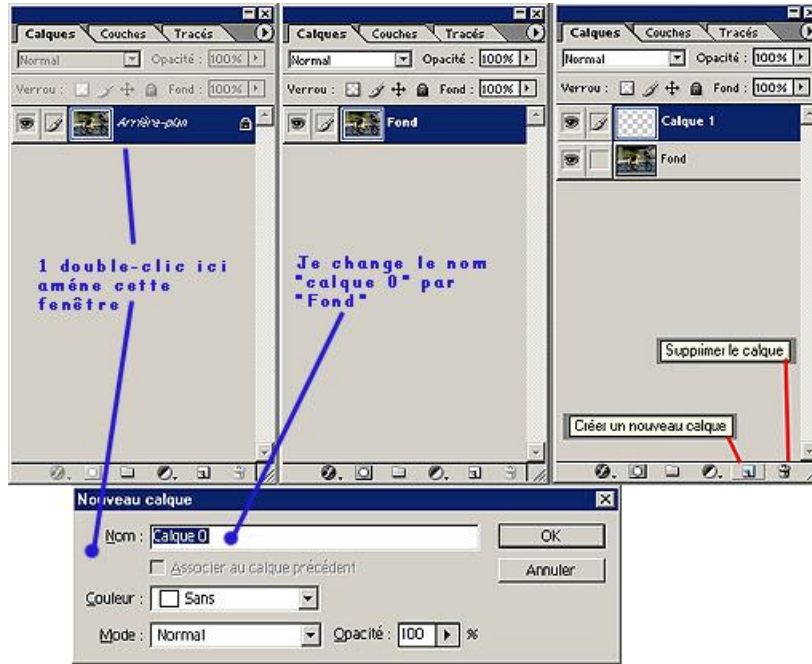 Calques Couches Tracés
Normal Opacité : 100%
Verrou : Fond : 100%
Arrière-plan
1 double-clic ici
améne cette
fenêtre
Calques Couches Tracés
Normal Opacité : 100%
Verrou : Fond : 100%
Fond
Je change le nom
"calque 0" par
"Fond"
Calques Couches Tracés
Normal Opacité : 100%
Verrou : Fond : 100%
Calque 1
Fond
Supprimer le calque
Créer un nouveau calque
Nouveau calque
Nom : Calque 0 OK
Associer au calque précédent Annuler
Couleur : Sans
Mode : Normal Opacité : 100 %